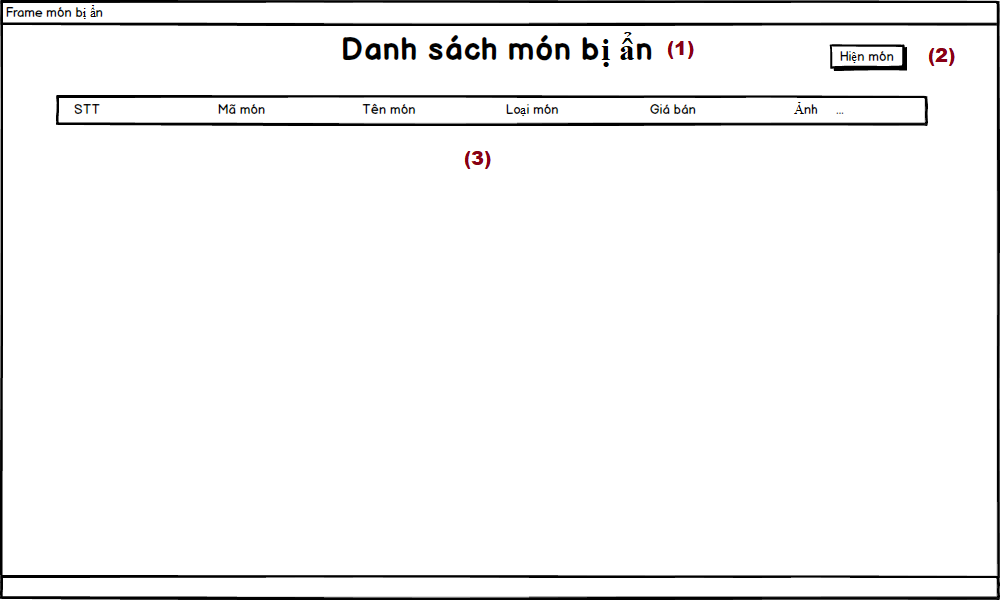 Frame món bị ẩn
Danh sách món bị ẩn (1)
Hiện món (2)
STT Mã món Tên món Loại món Giá bán Ảnh ...
(3)